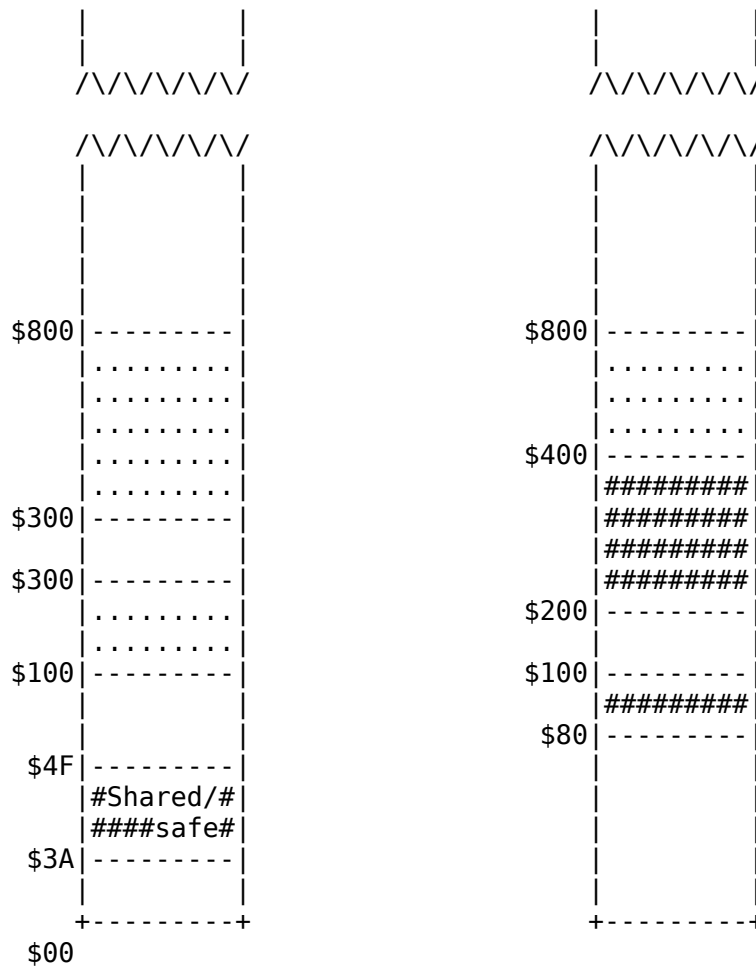 |         |                      |         |
|         |                      |         |
/\/\/\/\/\/                      /\/\/\/\/\/
/\/\/\/\/\/                      /\/\/\/\/\/
|         |                      |         |
|         |                      |         |
|         |                      |         |
|         |                      |         |
|         |                      |         |
$800|---------|                  $800|---------|
|.........|                      |.........|
|.........|                      |.........|
|.........|                      |.........|
|.........|                  $400|---------|
|.........|                      |#########|
$300|---------|                      |#########|
|         |                      |#########|
$300|---------|                      |#########|
|.........|                  $200|---------|
|.........|                      |         |
$100|---------|                  $100|---------|
|         |                      |#########|
|         |                   $80|---------|
$4F|---------|                      |         |
|#Shared/#|                      |         |
|####safe#|                      |         |
$3A|---------|                      |         |
|         |                      |         |
+---------+                      +---------+
$00